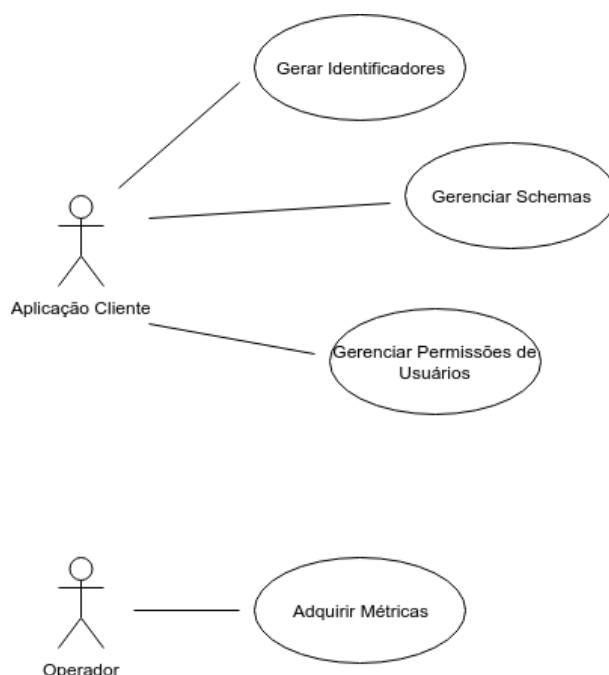 Gerar Identificadores
Gerenciar Schemas
Aplicação Cliente
Gerenciar Permissões de
Usuários
Adquirir Métricas
Operador